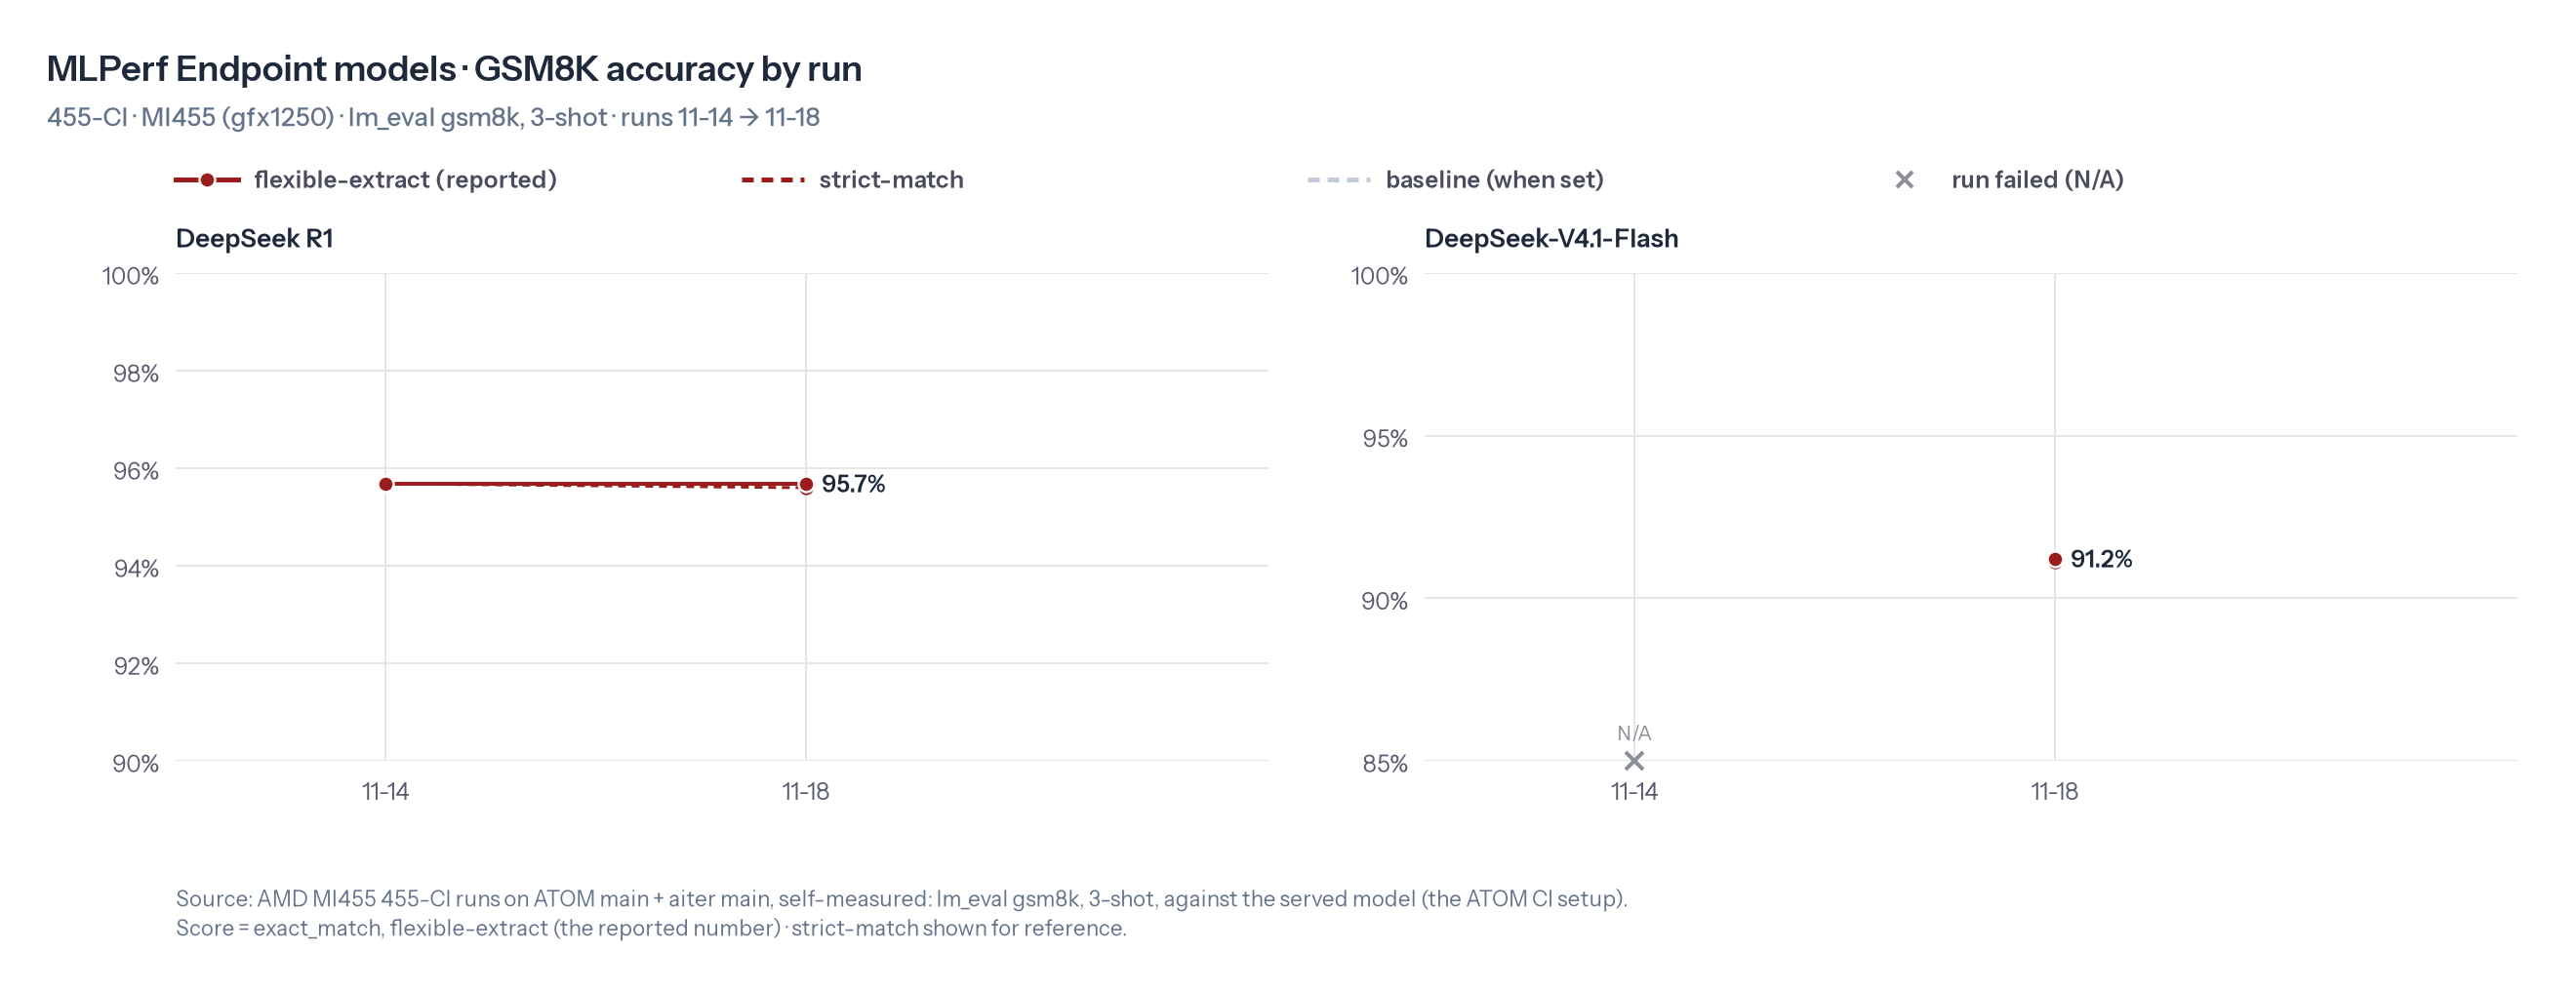 MLPerf Endpoint models · GSM8K accuracy by run
455-CI · MI455 (gfx1250) · lm_eval gsm8k, 3-shot · runs 11-14 → 11-18
flexible-extract (reported)
strict-match
baseline (when set)
run failed (N/A)
DeepSeek R1
100%
98%
96%
94%
92%
90%
95.7%
11-14
11-18
DeepSeek-V4.1-Flash
100%
95%
90%
85%
91.2%
N/A
11-14
11-18
Source: AMD MI455 455-CI runs on ATOM main + aiter main, self-measured: lm_eval gsm8k, 3-shot, against the served model (the ATOM CI setup).
Score = exact_match, flexible-extract (the reported number) · strict-match shown for reference.